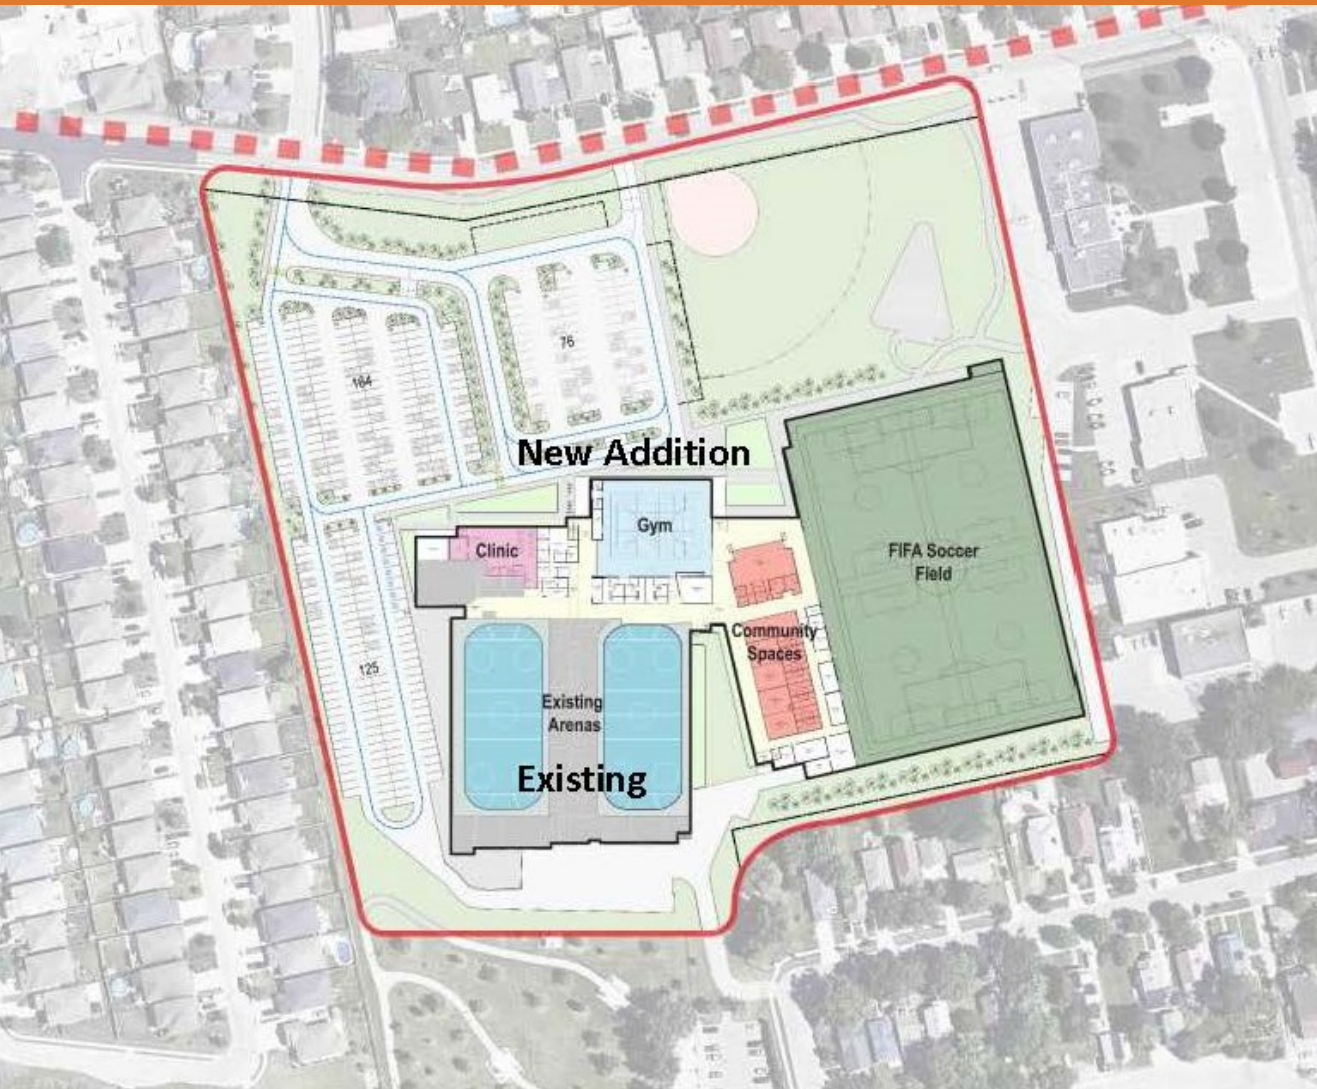 76
164
New Addition
Gym
Clinic
FIFA Soccer
Field
Community
Spaces
125
Existing
Arenas
Existing